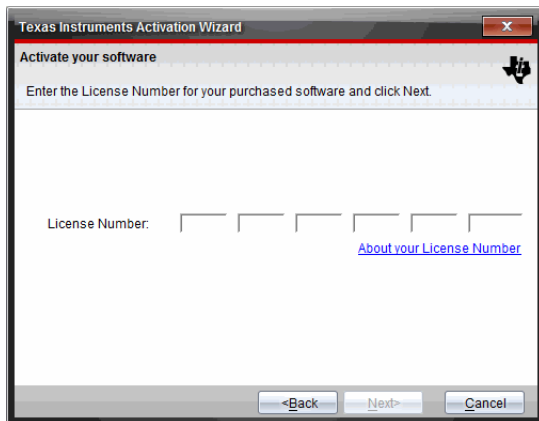 Texas Instruments Activation Wizard
Activate your software
Enter the License Number for your purchased software and click Next.
License Number:
About your License Number
<Back Next> Cancel